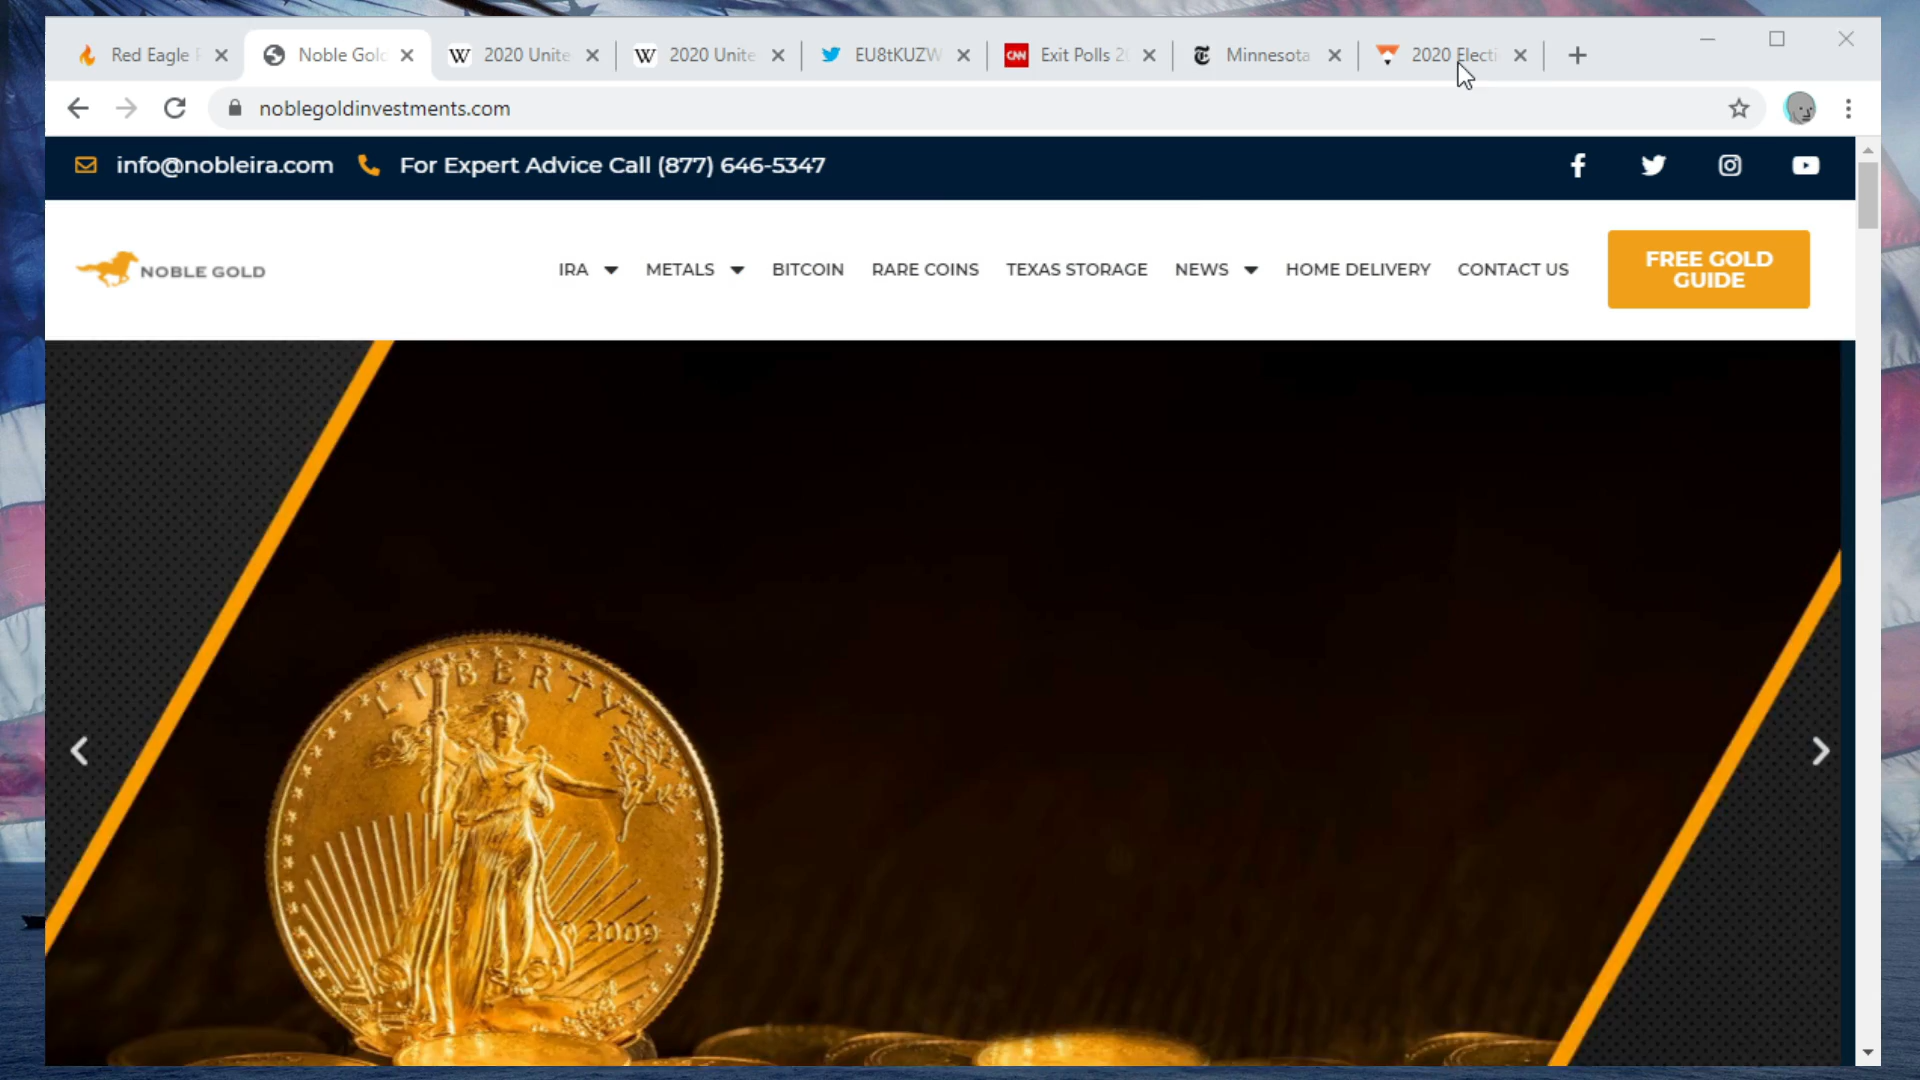 Red Eagle
Noble Gold
2020 Unite
2020 Unite
EU8tKUZW
CNN
Exit Polls 2
Minnesota
2020 Electi
noblegoldinvestments.com
info@nobleira.com
For Expert Advice Call (877) 646-5347
NOBLE GOLD
IRA
METALS
BITCOIN
RARE COINS
TEXAS STORAGE
NEWS
HOME DELIVERY
CONTACT US
FREE GOLD
GUIDE
LIBERTY
2009